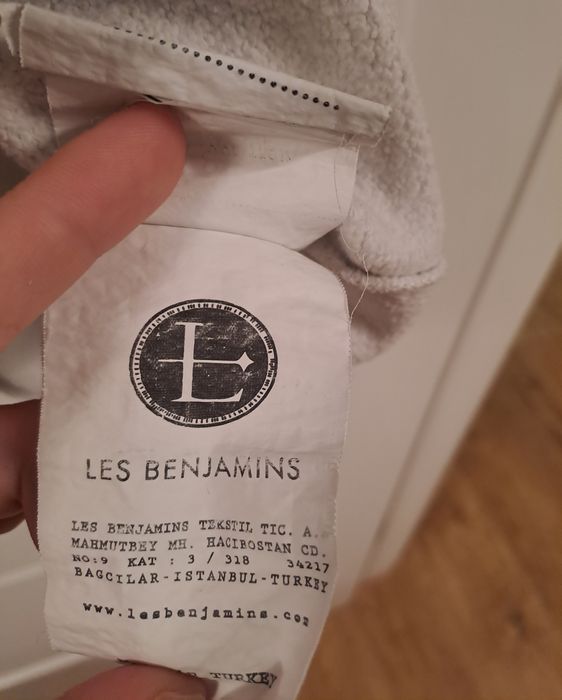 LES BENJAMINS
LES BENJAMINS TEKSTIL TIC. A.
MAHMUTBEY MH. HACIBOSTAN CD.
NO:9 KAT : 3 / 318 34217
BAGCILAR-ISTANBUL-TURKEY
www.lesbenjamins.com
TURKEY